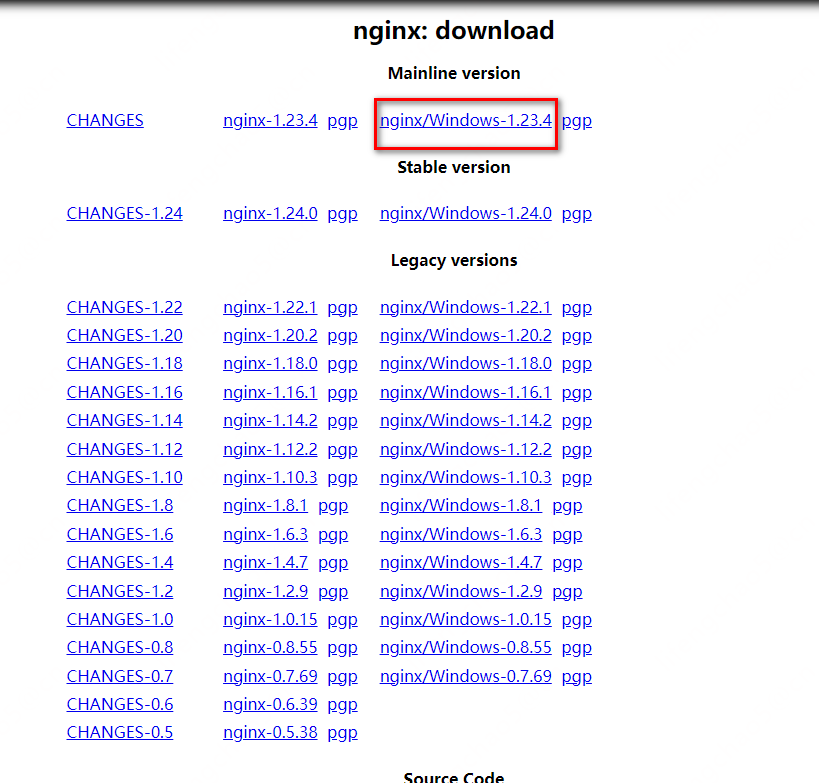 nginx: download
Mainline version
CHANGES nginx-1.23.4 pgp nginx/Windows-1.23.4 pgp
Stable version
CHANGES-1.24 nginx-1.24.0 pgp nginx/Windows-1.24.0 pgp
Legacy versions
CHANGES-1.22 nginx-1.22.1 pgp nginx/Windows-1.22.1 pgp
CHANGES-1.20 nginx-1.20.2 pgp nginx/Windows-1.20.2 pgp
CHANGES-1.18 nginx-1.18.0 pgp nginx/Windows-1.18.0 pgp
CHANGES-1.16 nginx-1.16.1 pgp nginx/Windows-1.16.1 pgp
CHANGES-1.14 nginx-1.14.2 pgp nginx/Windows-1.14.2 pgp
CHANGES-1.12 nginx-1.12.2 pgp nginx/Windows-1.12.2 pgp
CHANGES-1.10 nginx-1.10.3 pgp nginx/Windows-1.10.3 pgp
CHANGES-1.8 nginx-1.8.1 pgp nginx/Windows-1.8.1 pgp
CHANGES-1.6 nginx-1.6.3 pgp nginx/Windows-1.6.3 pgp
CHANGES-1.4 nginx-1.4.7 pgp nginx/Windows-1.4.7 pgp
CHANGES-1.2 nginx-1.2.9 pgp nginx/Windows-1.2.9 pgp
CHANGES-1.0 nginx-1.0.15 pgp nginx/Windows-1.0.15 pgp
CHANGES-0.8 nginx-0.8.55 pgp nginx/Windows-0.8.55 pgp
CHANGES-0.7 nginx-0.7.69 pgp nginx/Windows-0.7.69 pgp
CHANGES-0.6 nginx-0.6.39 pgp
CHANGES-0.5 nginx-0.5.38 pgp
Source Code